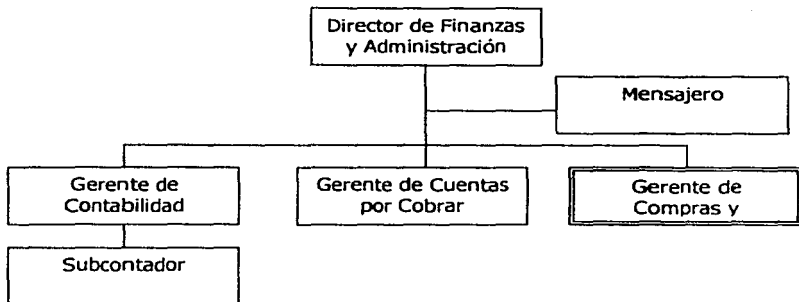 Director de Finanzas
y Administración
Mensajero
Gerente de
Contabilidad
Gerente de Cuentas
por Cobrar
Gerente de
Compras y
Subcontador